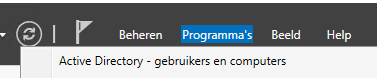 Beheren Programma's Beeld Help
Active Directory - gebruikers en computers